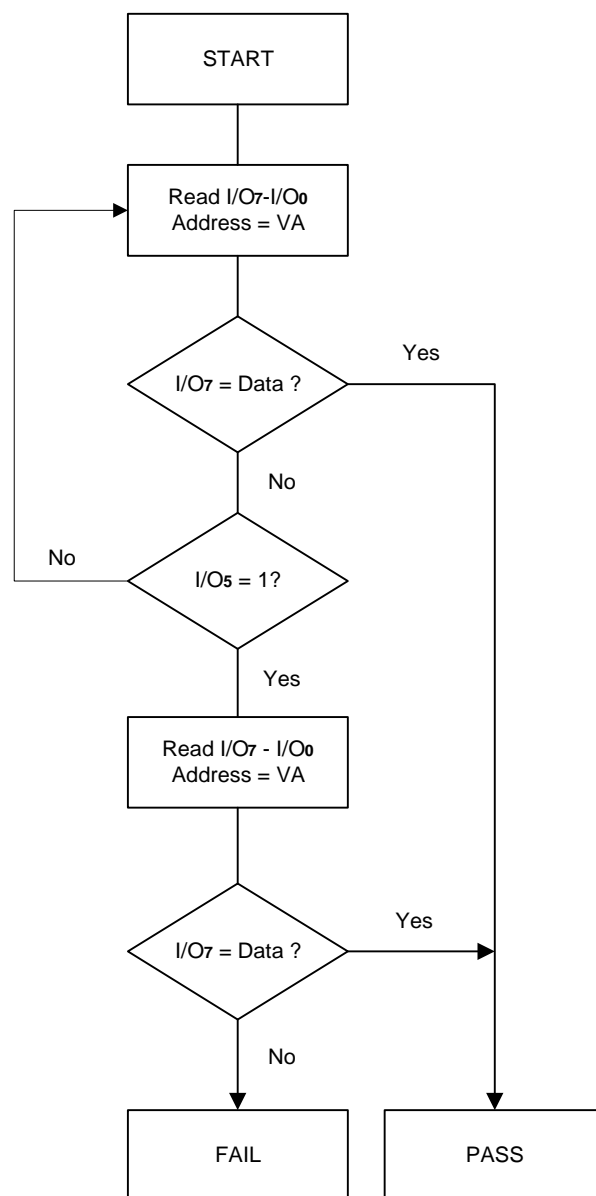 START
Read I/O7-I/O0
Address = VA
Yes
I/O7 = Data ?
No
No
I/O5 = 1?
Yes
Read I/O7 - I/O0
Address = VA
Yes
I/O7 = Data ?
No
FAIL
PASS